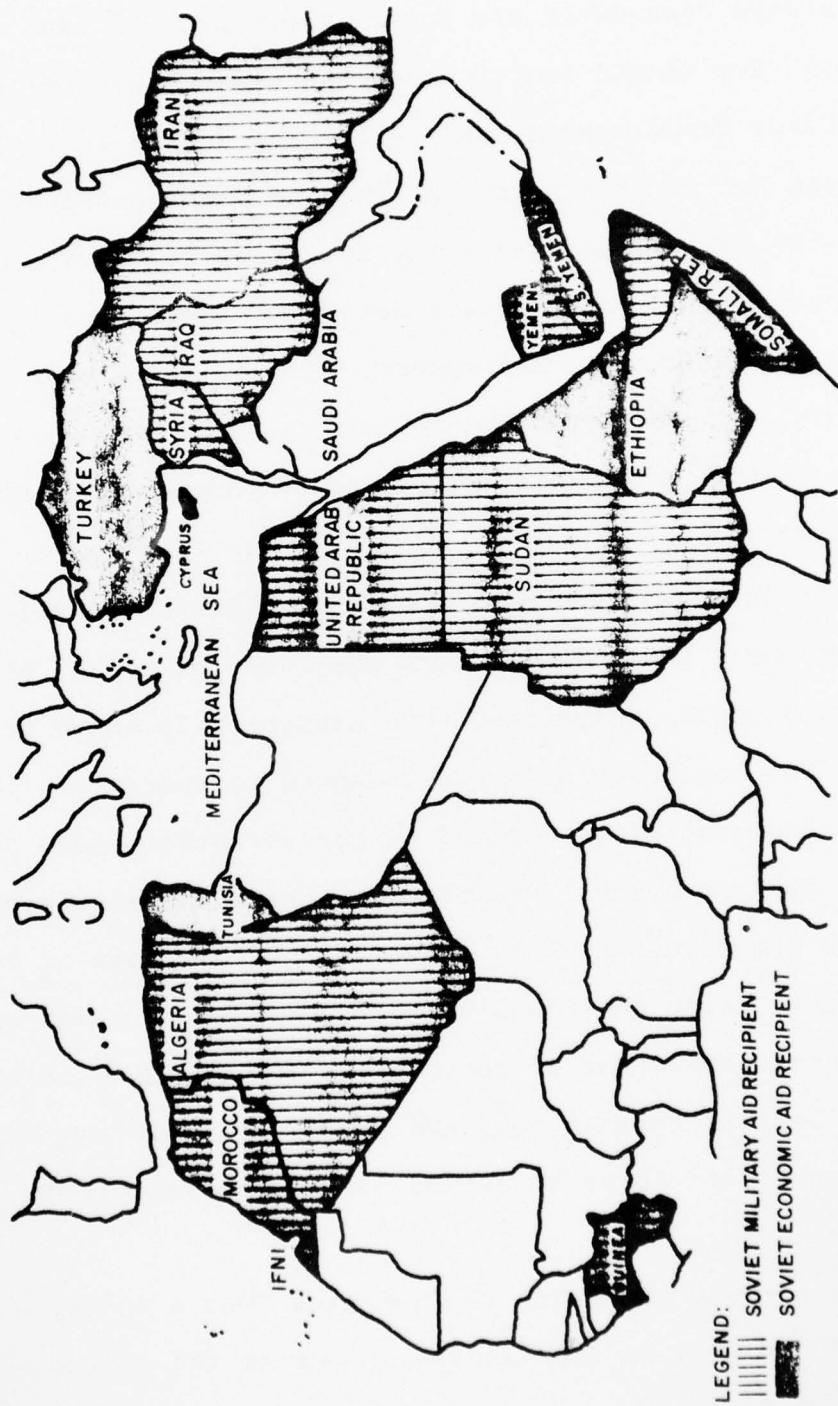 TURKEY
IRAN
SYRIA
IRAQ
CYPRUS
MEDITERRANEAN SEA
TUNISIA
ALGERIA
MOROCCO
IFNI
UNITED ARAB
REPUBLIC
SAUDI ARABIA
YEMEN
S. YEMEN
SUDAN
ETHIOPIA
SOMALI REP.
GUINEA
LEGEND:
SOVIET MILITARY AID RECIPIENT
SOVIET ECONOMIC AID RECIPIENT